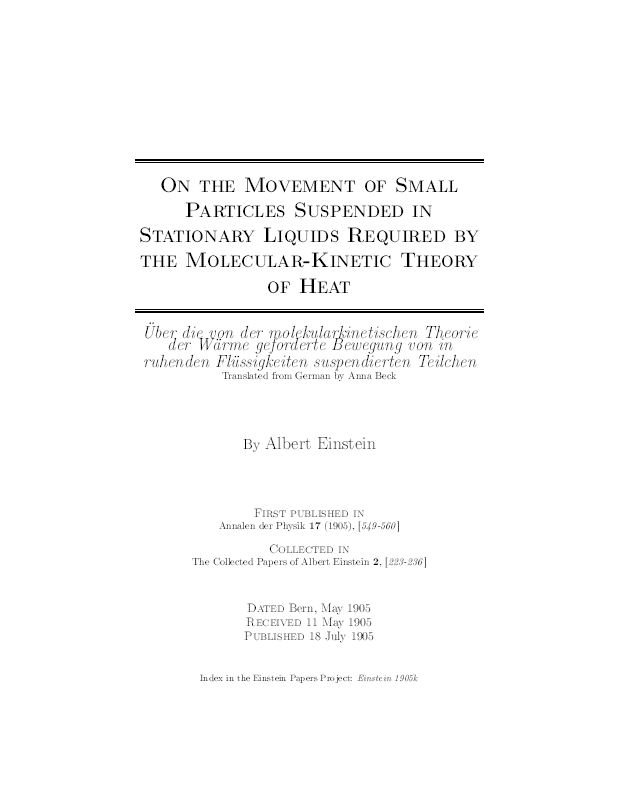 On the Movement of Small
Particles Suspended in
Stationary Liquids Required by
the Molecular-Kinetic Theory
of Heat
Über die von der molekularkinetischen Theorie
der Wärme geforderte Bewegung von in
ruhenden Flüssigkeiten suspendierten Teilchen
Translated from German by Anna Beck
By Albert Einstein
First published in
Annalen der Physik 17 (1905), [549-560]
Collected in
The Collected Papers of Albert Einstein 2, [223-236]
Dated Bern, May 1905
Received 11 May 1905
Published 18 July 1905
Index in the Einstein Papers Project: Einstein 1905k